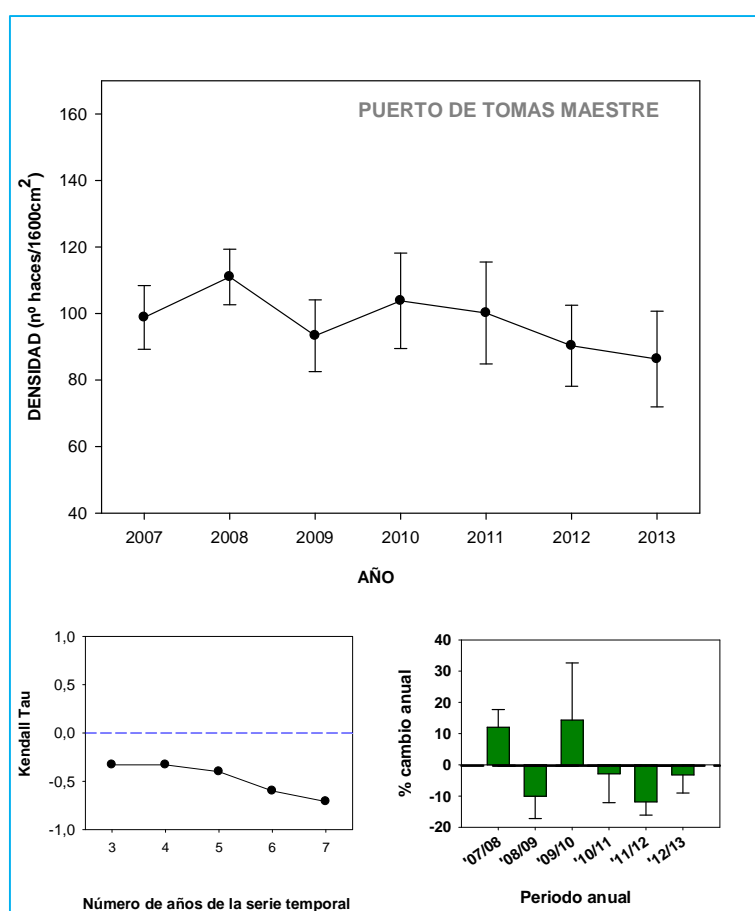 PUERTO DE TOMAS MAESTRE
DENSIDAD (nº haces/1600cm²)
160
140
120
100
80
60
40
2007 2008 2009 2010 2011 2012 2013
AÑO
Kendall Tau
1,0
0,5
0,0
-0,5
-1,0
3 4 5 6 7
Número de años de la serie temporal
% cambio anual
40
30
20
10
0
-10
-20
'07/08 '08/09 '09/10 '10/11 '11/12 '12/13
Periodo anual